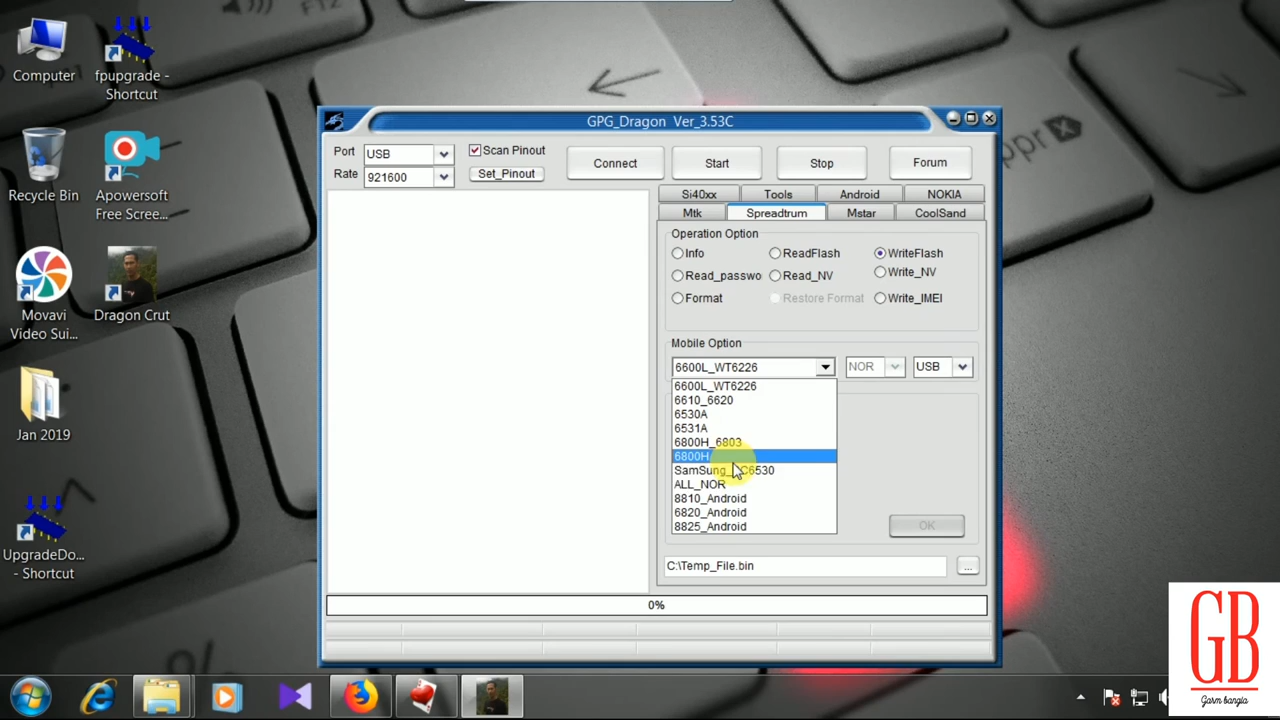 Computer
fpupgrade -
Shortcut
Recycle Bin
Apowersoft
Free Scree...
Movavi
Video Sui...
Dragon Crut
Jan 2019
UpgradeDo...
- Shortcut
GPG_Dragon Ver_3.53C
Port USB Scan Pinout
Rate 921600 Set_Pinout
Connect Start Stop Forum
Si40xx Tools Android NOKIA
Mtk Spreadtrum Mstar CoolSand
Operation Option
Info ReadFlash WriteFlash
Read_passwo Read_NV Write_NV
Format Restore Format Write_IMEI
Mobile Option
6600L_WT6226 NOR USB
6600L_WT6226
6610_6620
6530A
6531A
6800H_6803
6800H
SamSung_ C6530
ALL_NOR
8810_Android
6820_Android
8825_Android
OK
C:\Temp_File.bin ...
0%
GB
Garm bangla